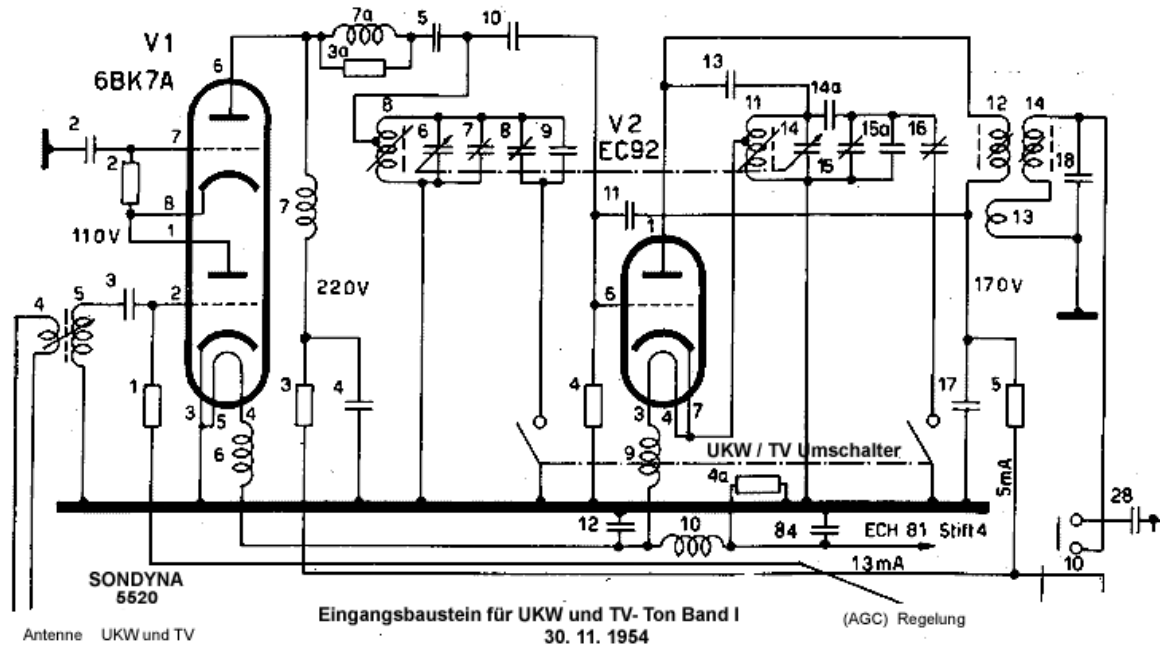 7a
5
10
V1
6BK7A
6
3a
13
14a
2
7
8
6
7
8
9
V2
EC92
11
14
15
15a
16
12
14
18
2
8
7
11
1
13
110V
1
220V
170V
3
2
6
4
5
1
3
4
4
17
5
3
5
4
3
4
7
6
9
UKW / TV Umschalter
4a
5mA
28
12
10
84
ECH 81 Stift 4
10
13mA
SONDYNA
5520
Eingangsbaustein für UKW und TV- Ton Band I
30. 11. 1954
(AGC) Regelung
Antenne UKW und TV